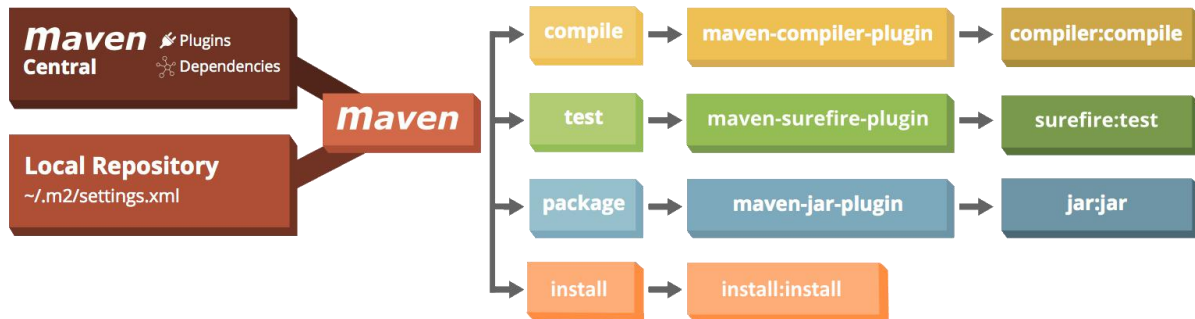 maven
Central
Plugins
Dependencies
Local Repository
~/.m2/settings.xml
maven
compile
maven-compiler-plugin
compiler:compile
test
maven-surefire-plugin
surefire:test
package
maven-jar-plugin
jar:jar
install
install:install